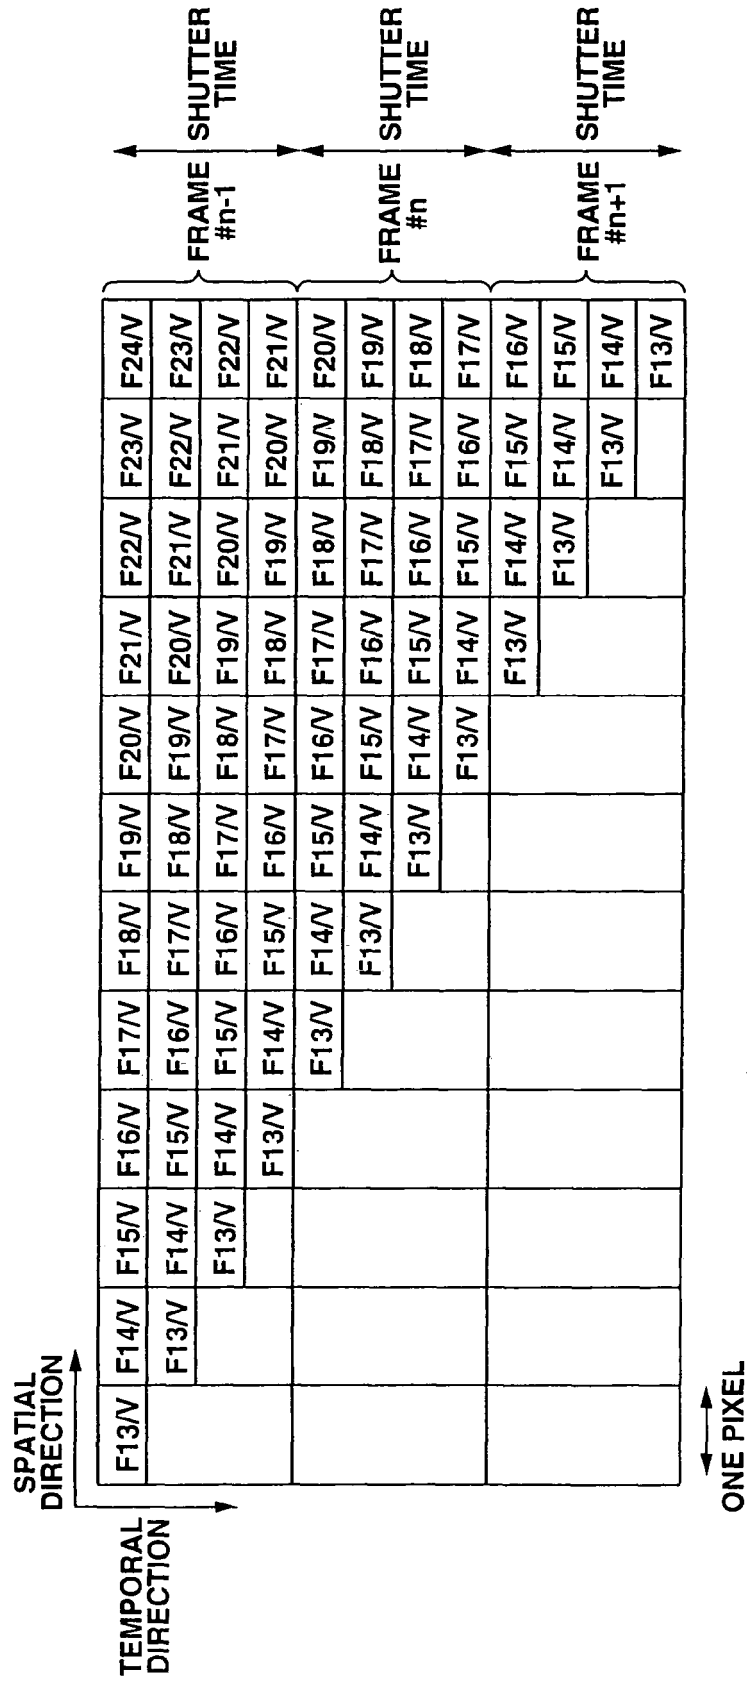 SPATIAL
DIRECTION
TEMPORAL
DIRECTION
F13/V F14/V F15/V F16/V F17/V F18/V F19/V F20/V F21/V F22/V F23/V F24/V
F13/V F14/V F15/V F16/V F17/V F18/V F19/V F20/V F21/V F22/V F23/V
F13/V F14/V F15/V F16/V F17/V F18/V F19/V F20/V F21/V F22/V
F13/V F14/V F15/V F16/V F17/V F18/V F19/V F20/V F21/V
FRAME
#n-1
SHUTTER
TIME
F13/V F14/V F15/V F16/V F17/V F18/V F19/V F20/V
F13/V F14/V F15/V F16/V F17/V F18/V F19/V
F13/V F14/V F15/V F16/V F17/V F18/V
F13/V F14/V F15/V F16/V F17/V
FRAME
#n
SHUTTER
TIME
F13/V F14/V F15/V F16/V
F13/V F14/V F15/V
F13/V F14/V
F13/V
FRAME
#n+1
SHUTTER
TIME
ONE PIXEL